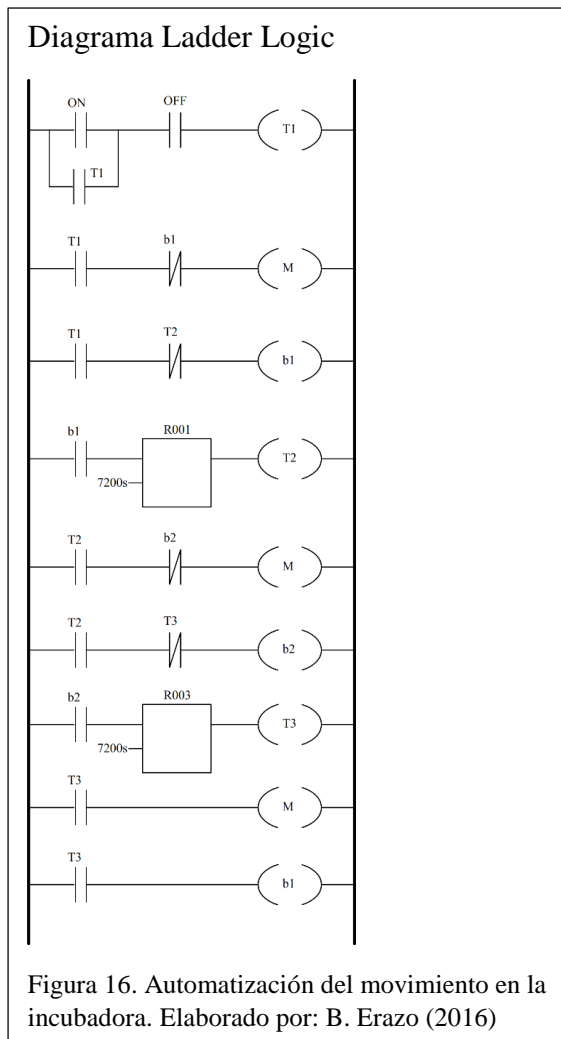 Diagrama Ladder Logic
ON OFF
T1
T1
T1 b1
M
T1 T2
b1
b1 R001
T2
7200s
T2 b2
M
T2 T3
b2
b2 R003
T3
7200s
T3
M
T3
b1
Figura 16. Automatización del movimiento en la
incubadora. Elaborado por: B. Erazo (2016)